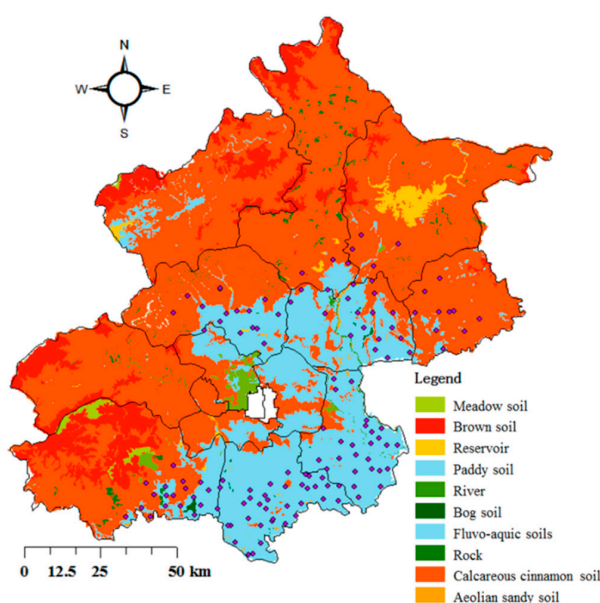 N
W E
S
Legend
Meadow soil
Brown soil
Reservoir
Paddy soil
River
Bog soil
Fluvo-aquic soils
Rock
Calcareous cinnamon soil
Aeolian sandy soil
0 12.5 25 50 km